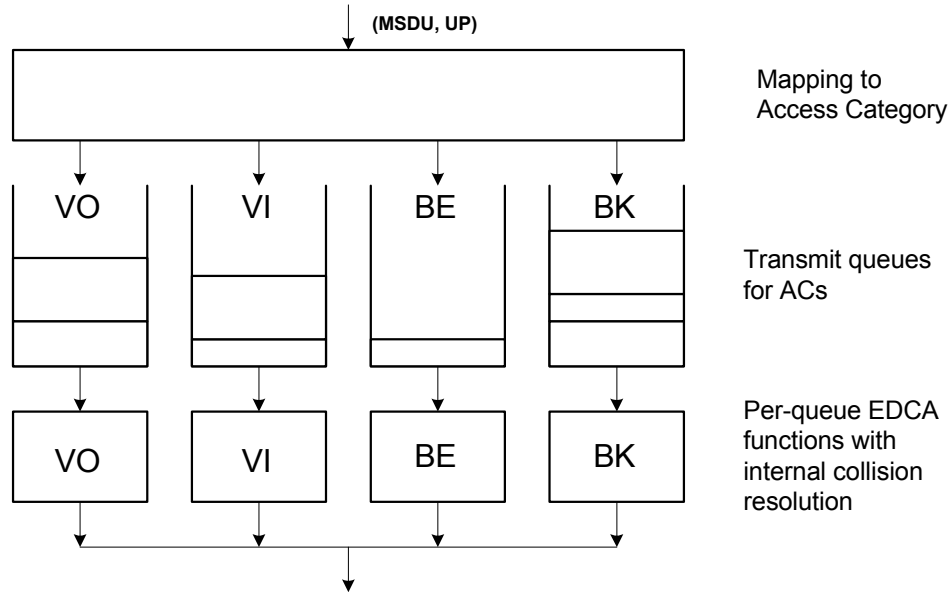 (MSDU, UP)
Mapping to
Access Category
VO VI BE BK
Transmit queues
for ACs
Per-queue EDCA
functions with
internal collision
resolution
VO VI BE BK